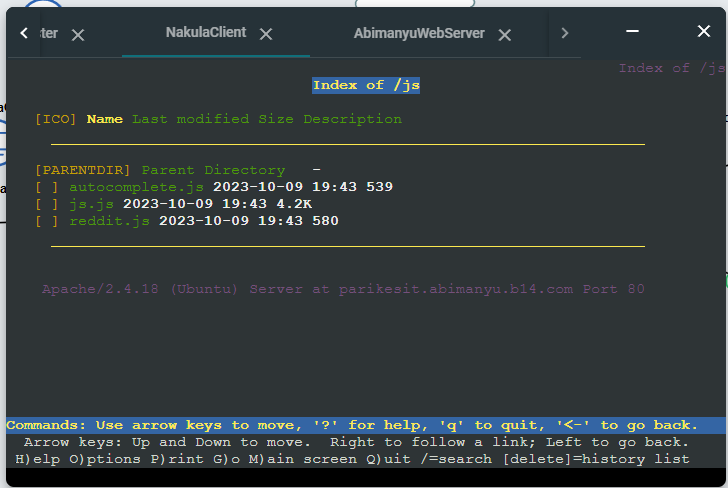 ter
NakulaClient
AbimanyuWebServer
Index of /js
Index of /js
[ICO] Name Last modified Size Description
[PARENTDIR] Parent Directory -
[ ] autocomplete.js 2023-10-09 19:43 539
[ ] js.js 2023-10-09 19:43 4.2K
[ ] reddit.js 2023-10-09 19:43 580
Apache/2.4.18 (Ubuntu) Server at parikesit.abimanyu.b14.com Port 80
Commands: Use arrow keys to move, '?' for help, 'q' to quit, '<-' to go back.
Arrow keys: Up and Down to move. Right to follow a link; Left to go back.
H)elp O)ptions P)rint G)o M)ain screen Q)uit /=search [delete]=history list